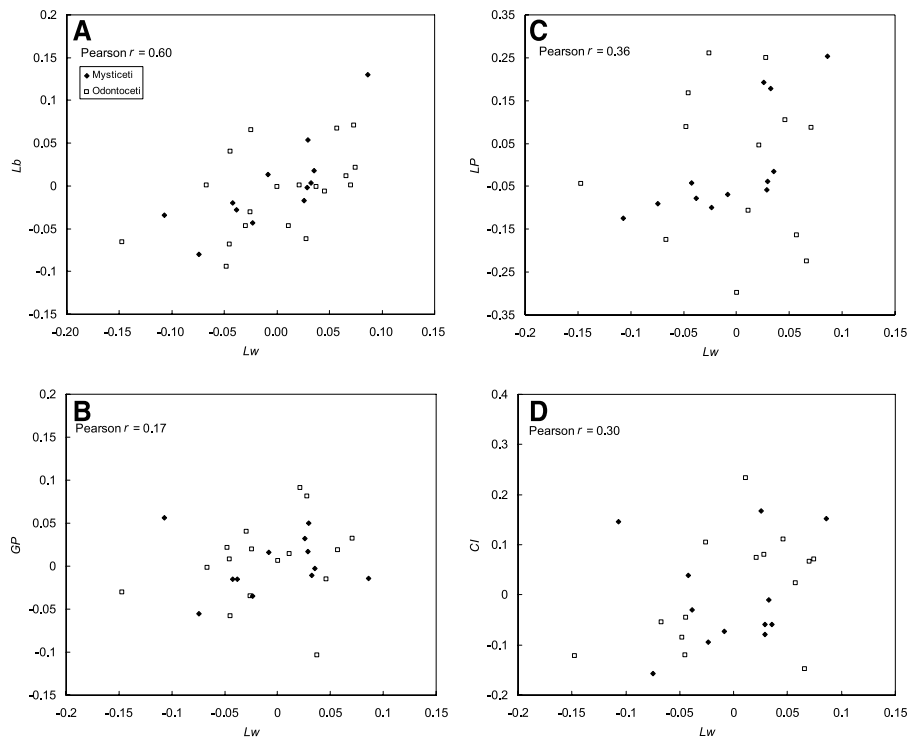 A
Pearson r = 0.60
Mysticeti
Odontoceti
0.2
0.15
0.1
0.05
0
-0.05
-0.1
0.15
Lb
-0.20 -0.15 -0.10 -0.05 0.00 0.05 0.10 0.15
Lw
C
Pearson r = 0.36
0.35
0.25
0.15
0.05
-0.05
-0.15
-0.25
0.35
LP
-0.2 -0.15 -0.1 -0.05 0 0.05 0.1 0.15
Lw
B
Pearson r = 0.17
0.2
0.15
0.1
0.05
0
-0.05
-0.1
-0.15
GP
-0.2 -0.15 -0.1 -0.05 0 0.05 0.1 0.15
Lw
D
Pearson r = 0.30
0.4
0.3
0.2
0.1
0
-0.1
-0.2
CI
-0.2 -0.15 -0.1 -0.05 0 0.05 0.1 0.15
Lw